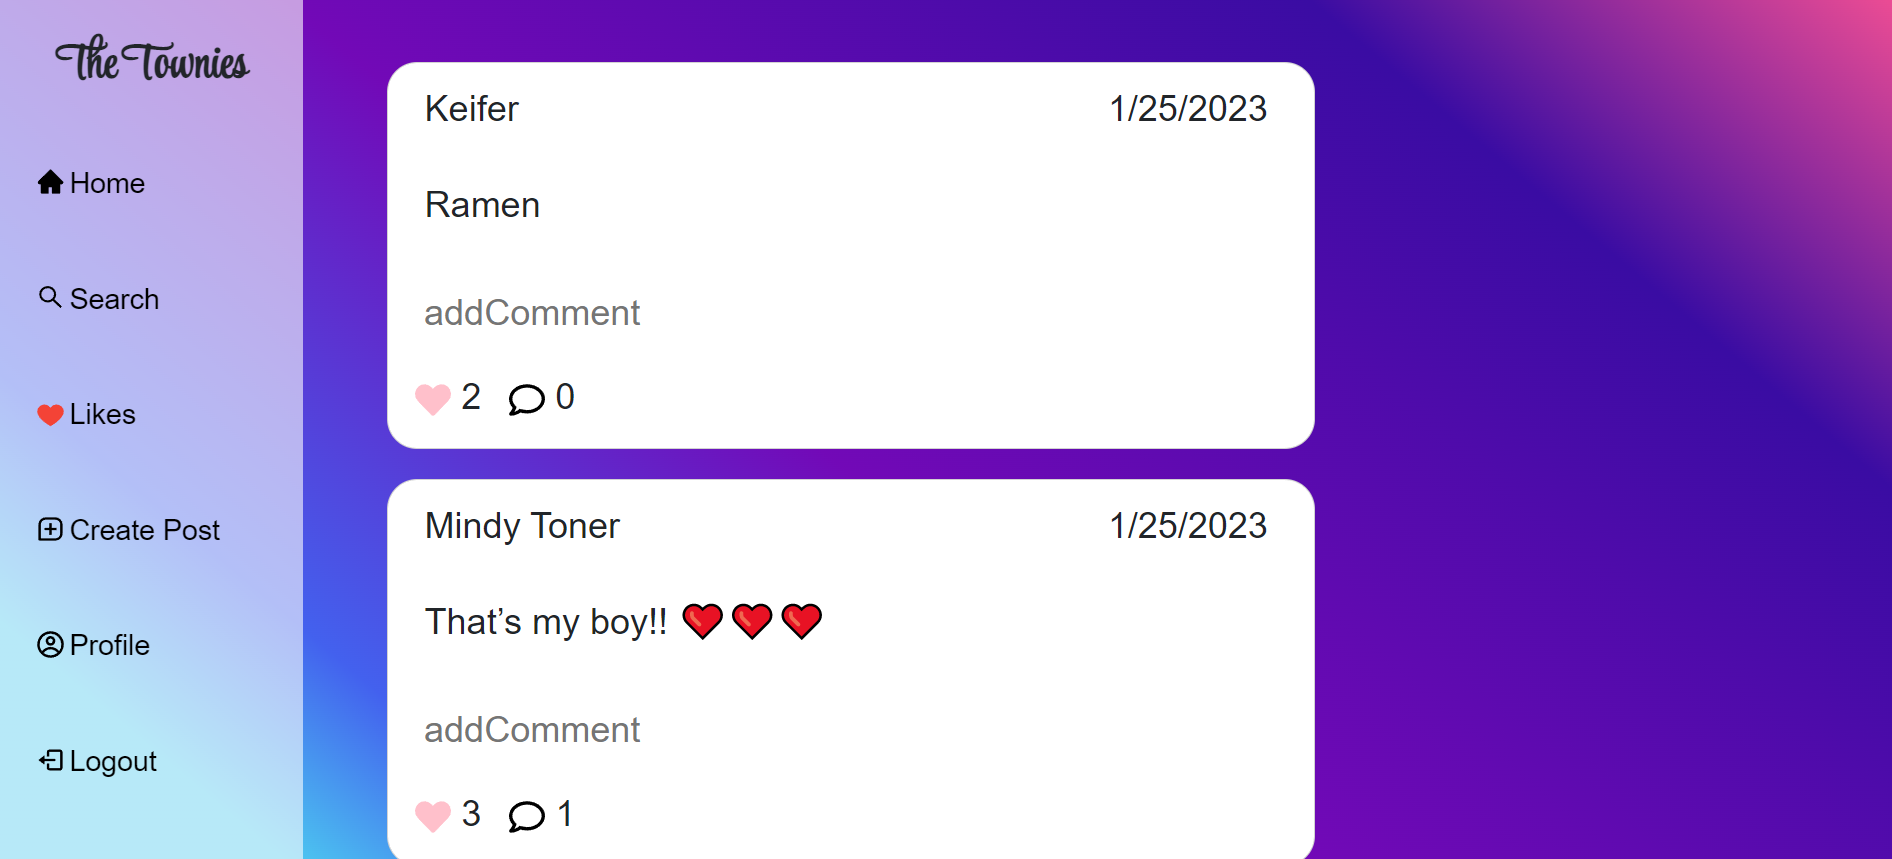 The Townies
Home
Search
Likes
Create Post
Profile
Logout
Keifer 1/25/2023
Ramen
addComment
2 0
Mindy Toner 1/25/2023
That’s my boy!! ❤️❤️❤️
addComment
3 1